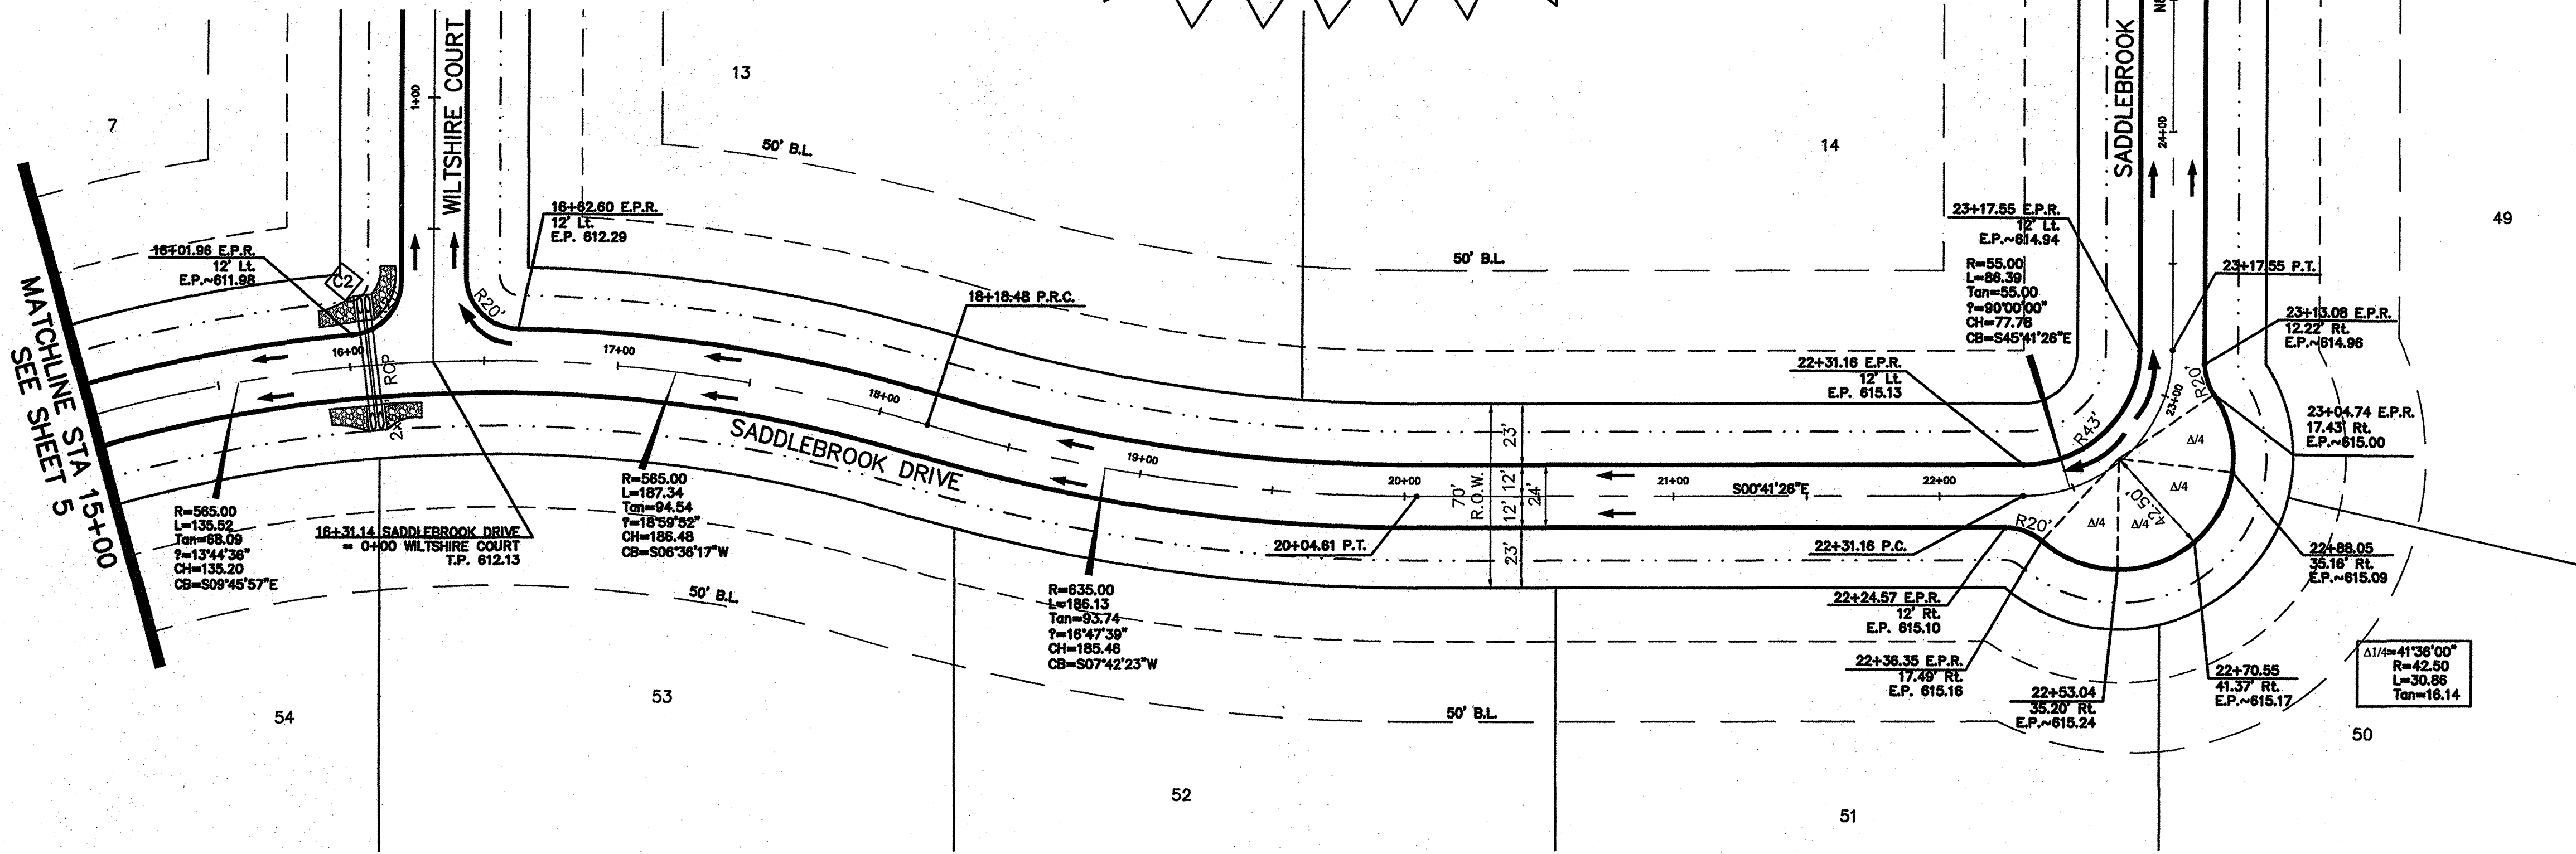 7
13
14
49
WILTSHIRE COURT
1+00
SADDLEBROOK
24+00
50' B.L.
50' B.L.
MATCHLINE STA 15+00
SEE SHEET 5
16+01.96 E.P.R.
12' Lt.
E.P.~611.98
C2
R20'
16+62.60 E.P.R.
12' Lt.
E.P. 612.29
16+00
RCP
17+00
18+00
18+18.48 P.R.C.
SADDLEBROOK DRIVE
19+00
20+00
21+00
S00°41'26"E
22+00
23+00
23'
12'
12'
24'
23'
70'
R.O.W.
R=565.00
L=135.52
Tan=68.09
?=13°44'36"
CH=135.20
CB=S09°45'57"E
16+31.14 SADDLEBROOK DRIVE
= 0+00 WILTSHIRE COURT
T.P. 612.13
R=565.00
L=187.34
Tan=94.54
?=18°59'52"
CH=186.48
CB=S06°36'17"W
R=635.00
L=186.13
Tan=93.74
?=16°47'39"
CH=185.46
CB=S07°42'23"W
20+04.61 P.T.
23+17.55 E.P.R.
12' Lt.
E.P.~614.94
R=55.00
L=86.39
Tan=55.00
?=90°00'00"
CH=77.78
CB=S45°41'26"E
22+31.16 E.P.R.
12' Lt.
E.P. 615.13
23+17.55 P.T.
23+13.08 E.P.R.
12.22' Rt.
E.P.~614.96
23+04.74 E.P.R.
17.43' Rt.
E.P.~615.00
R43'
R20'
Δ/4
Δ/4
Δ/4
Δ/4
42.50'
R20'
22+31.16 P.C.
22+24.57 E.P.R.
12' Rt.
E.P. 615.10
22+36.35 E.P.R.
17.49' Rt.
E.P. 615.16
22+53.04
35.20' Rt.
E.P.~615.24
22+70.55
41.37' Rt.
E.P.~615.17
22+88.05
35.16' Rt.
E.P.~615.09
Δ1/4=41°36'00"
R=42.50
L=30.86
Tan=16.14
50' B.L.
50' B.L.
54
53
52
51
50